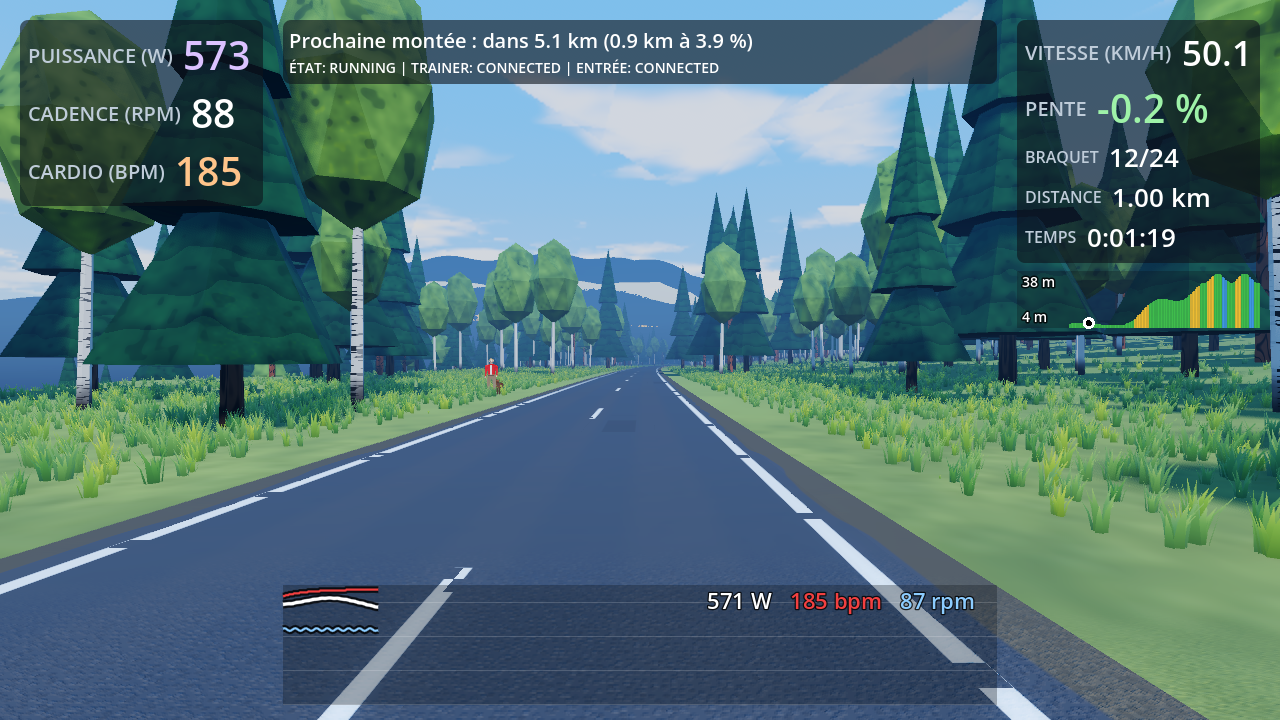 PUISSANCE (W) 573
CADENCE (RPM) 88
CARDIO (BPM) 185
Prochaine montée : dans 5.1 km (0.9 km à 3.9 %)
ÉTAT: RUNNING | TRAINER: CONNECTED | ENTRÉE: CONNECTED
VITESSE (KM/H) 50.1
PENTE -0.2 %
BRAQUET 12/24
DISTANCE 1.00 km
TEMPS 0:01:19
38 m
4 m
571 W 185 bpm 87 rpm